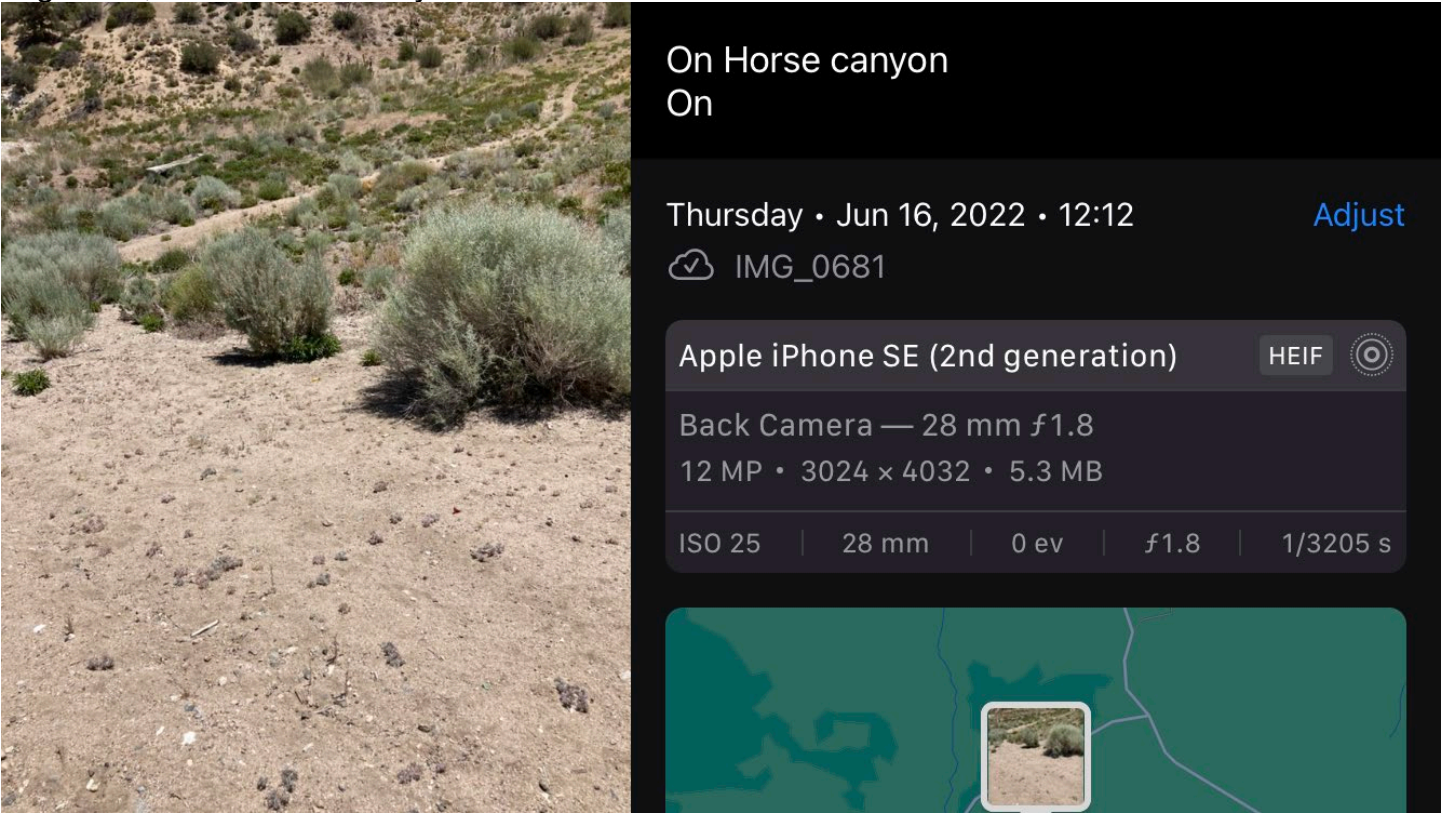 On Horse canyon
On
Thursday • Jun 16, 2022 • 12:12
Adjust
IMG_0681
Apple iPhone SE (2nd generation)
HEIF
Back Camera — 28 mm ƒ1.8
12 MP • 3024 × 4032 • 5.3 MB
ISO 25 | 28 mm | 0 ev | ƒ1.8 | 1/3205 s